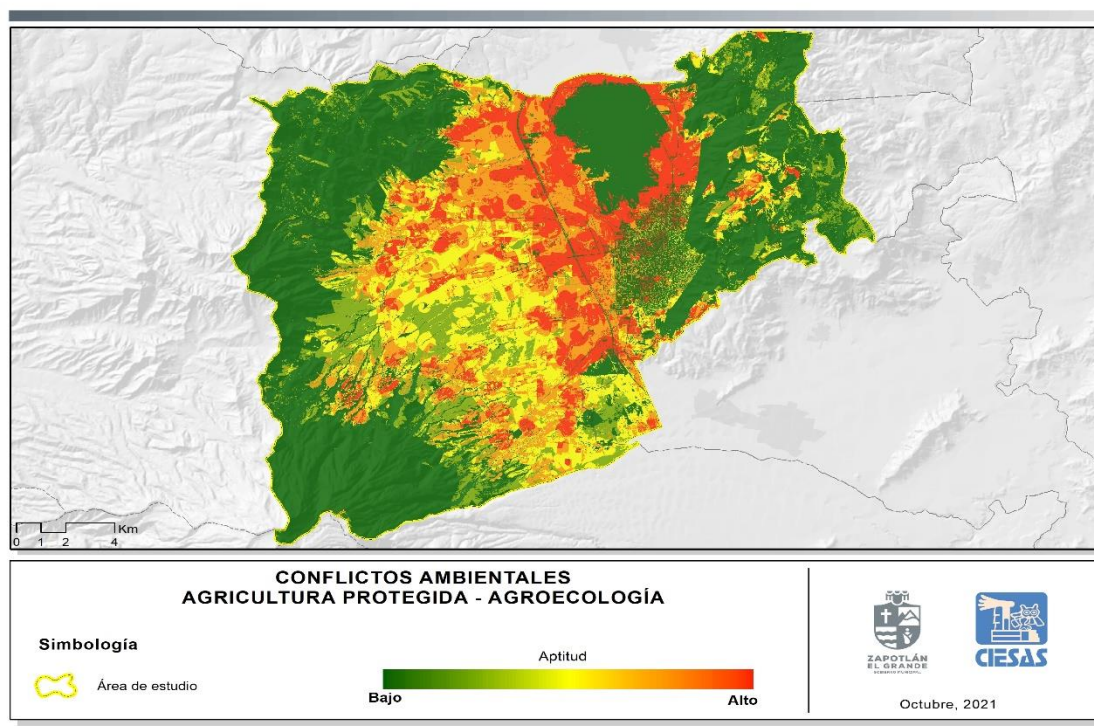 Km
0 1 2 4
CONFLICTOS AMBIENTALES
AGRICULTURA PROTEGIDA - AGROECOLOGÍA
Simbología
Área de estudio
Aptitud
Bajo
Alto
ZAPOTLÁN
EL GRANDE
CIESAS
Octubre, 2021